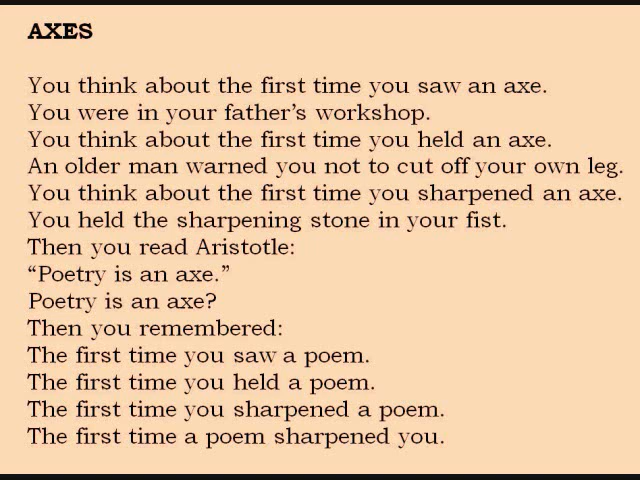 AXES
You think about the first time you saw an axe.
You were in your father’s workshop.
You think about the first time you held an axe.
An older man warned you not to cut off your own leg.
You think about the first time you sharpened an axe.
You held the sharpening stone in your fist.
Then you read Aristotle:
“Poetry is an axe.”
Poetry is an axe?
Then you remembered:
The first time you saw a poem.
The first time you held a poem.
The first time you sharpened a poem.
The first time a poem sharpened you.